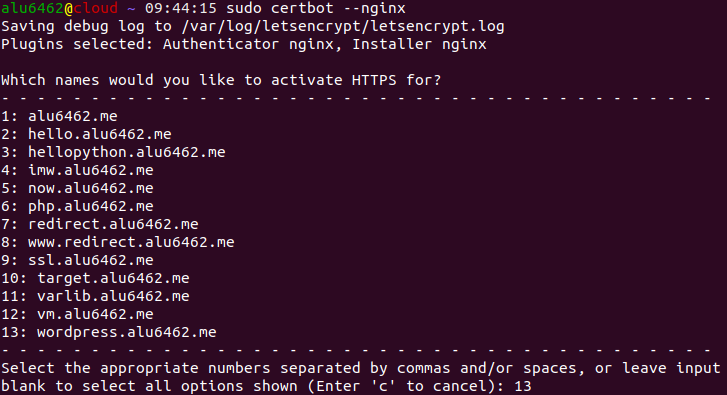 alu6462@cloud ~ 09:44:15 sudo certbot --nginx
Saving debug log to /var/log/letsencrypt/letsencrypt.log
Plugins selected: Authenticator nginx, Installer nginx
Which names would you like to activate HTTPS for?
- - - - - - - - - - - - - - - - - - - - - - - - - - - - - - - - - - - - - - - -
1: alu6462.me
2: hello.alu6462.me
3: hellopython.alu6462.me
4: imw.alu6462.me
5: now.alu6462.me
6: php.alu6462.me
7: redirect.alu6462.me
8: www.redirect.alu6462.me
9: ssl.alu6462.me
10: target.alu6462.me
11: varlib.alu6462.me
12: vm.alu6462.me
13: wordpress.alu6462.me
- - - - - - - - - - - - - - - - - - - - - - - - - - - - - - - - - - - - - - - -
Select the appropriate numbers separated by commas and/or spaces, or leave input
blank to select all options shown (Enter 'c' to cancel): 13